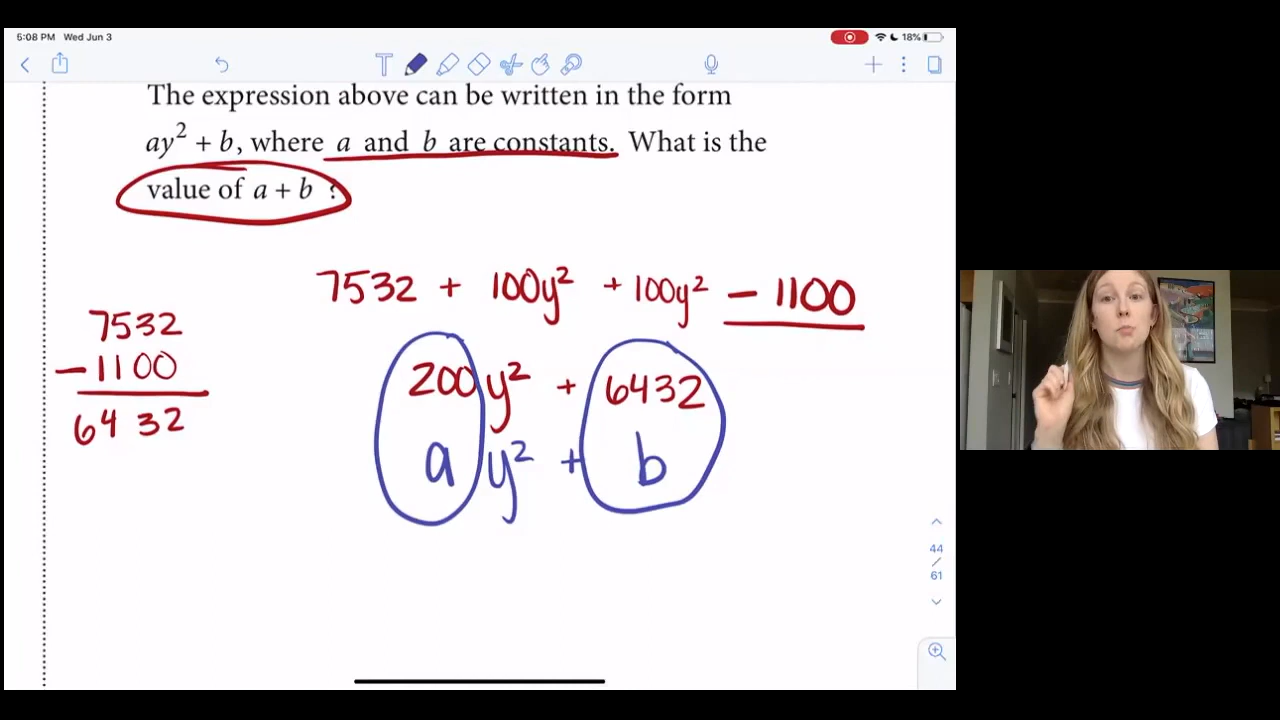 5:08 PM Wed Jun 3
18%
The expression above can be written in the form
ay² + b, where a and b are constants. What is the
value of a + b ?
7532 + 100y² + 100y² - 1100
7532
- 1100
6432
200y² + 6432
ay² + b
44
/
61